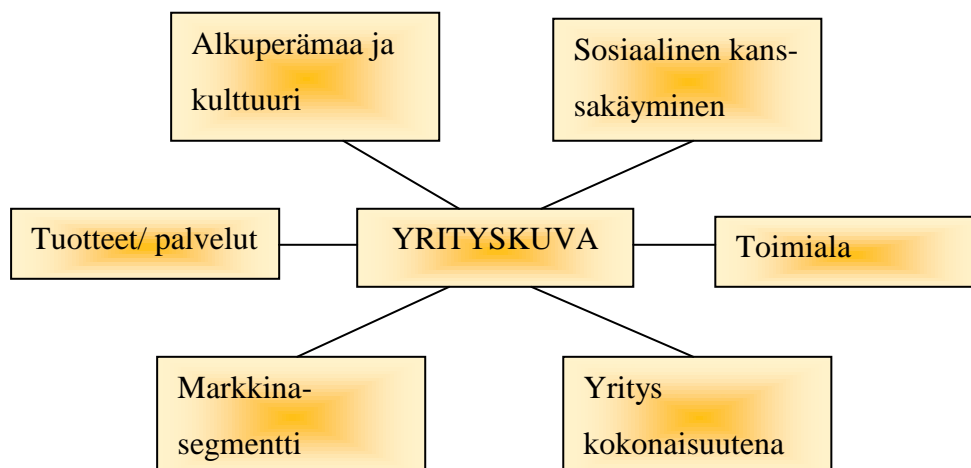 Alkuperämaa ja
kulttuuri
Sosiaalinen kans-
sakäyminen
Tuotteet/ palvelut
YRITYSKUVA
Toimiala
Markkina-
segmentti
Yritys
kokonaisuutena